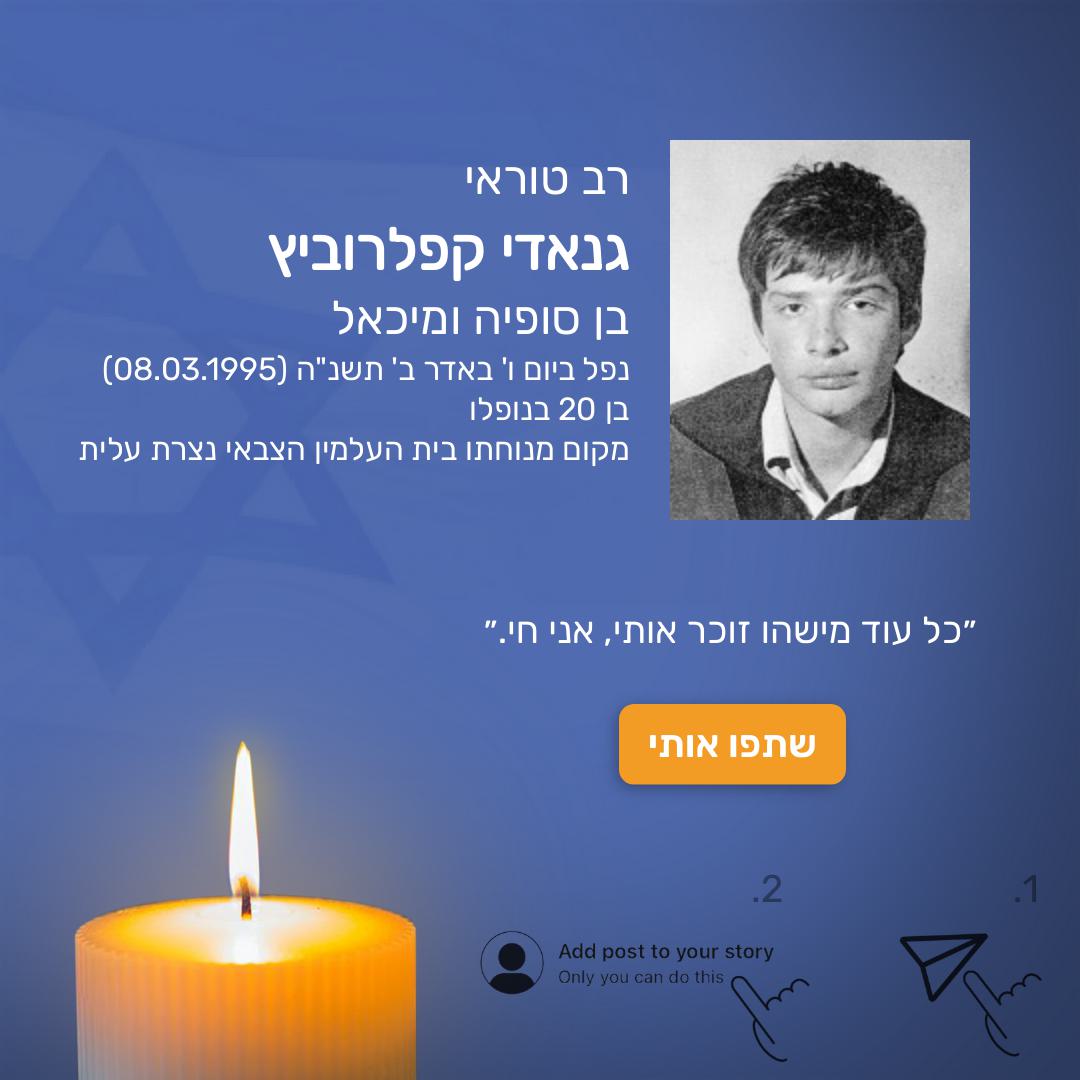 רב טוראי
גנאדי קפלרוביץ
בן סופיה ומיכאל
נפל ביום ו' באדר ב' תשנ"ה (08.03.1995)
בן 20 בנופלו
מקום מנוחתו בית העלמין הצבאי נצרת עלית
״כל עוד מישהו זוכר אותי, אני חי.״
שתפו אותי
.1
.2
Add post to your story
Only you can do this